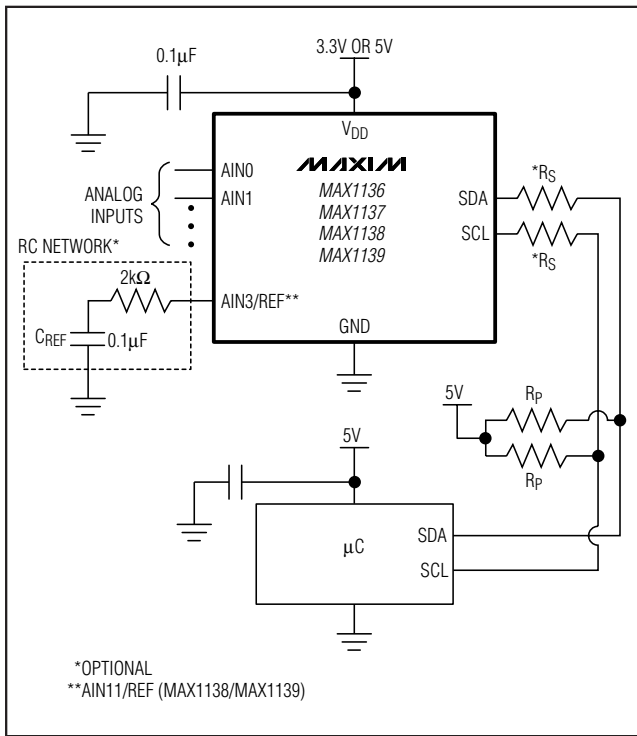 3.3V OR 5V
0.1µF
VDD
MAXIM
MAX1136
MAX1137
MAX1138
MAX1139
AIN0
AIN1
ANALOG
INPUTS
SDA
SCL
*RS
*RS
RC NETWORK*
2kΩ
AIN3/REF**
CREF
0.1µF
GND
5V
RP
RP
5V
µC
SDA
SCL
*OPTIONAL
**AIN11/REF (MAX1138/MAX1139)